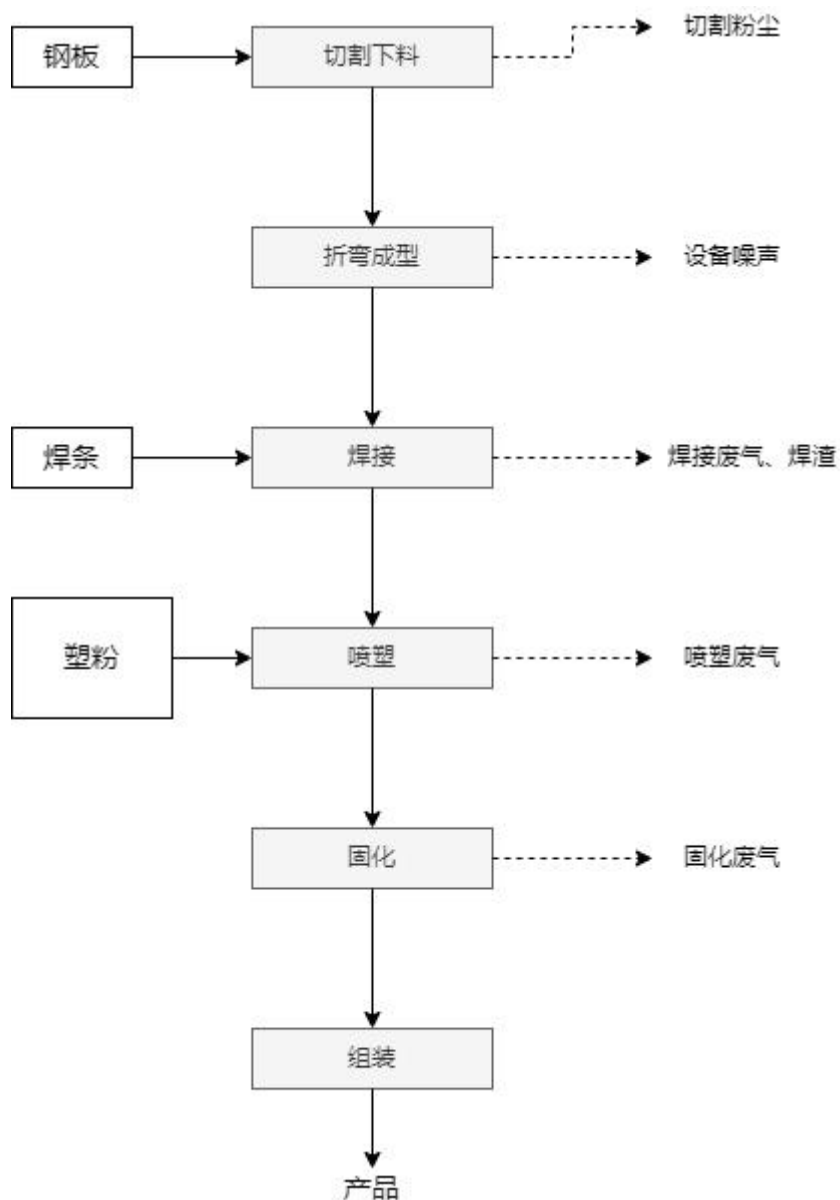 钢板
切割下料
切割粉尘
折弯成型
设备噪声
焊条
焊接
焊接废气、焊渣
塑粉
喷塑
喷塑废气
固化
固化废气
组装
产品